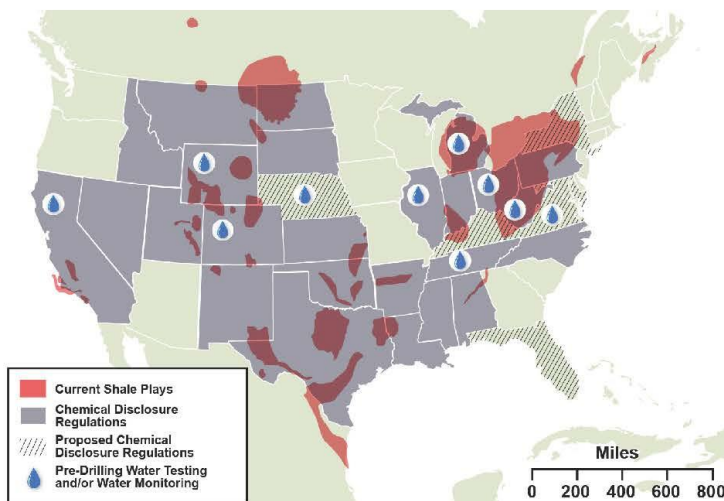 Current Shale Plays
Chemical Disclosure
Regulations
Proposed Chemical
Disclosure Regulations
Pre-Drilling Water Testing
and/or Water Monitoring
Miles
0 200 400 600 800